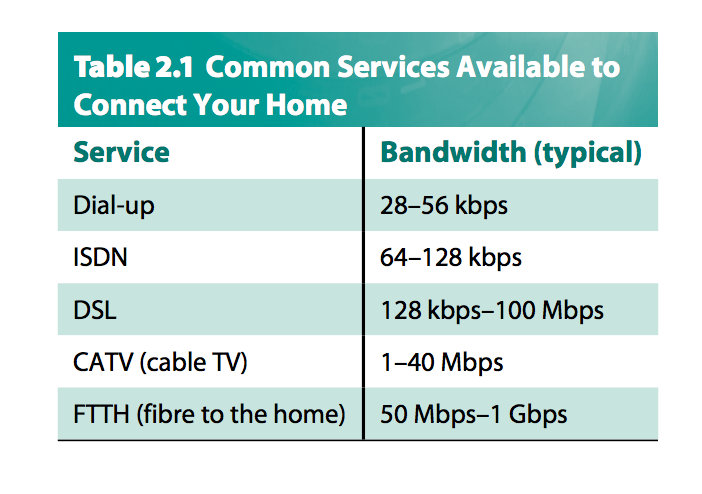 Table 2.1 Common Services Available to
Connect Your Home
Service Bandwidth (typical)
Dial-up 28–56 kbps
ISDN 64–128 kbps
DSL 128 kbps–100 Mbps
CATV (cable TV) 1–40 Mbps
FTTH (fibre to the home) 50 Mbps–1 Gbps